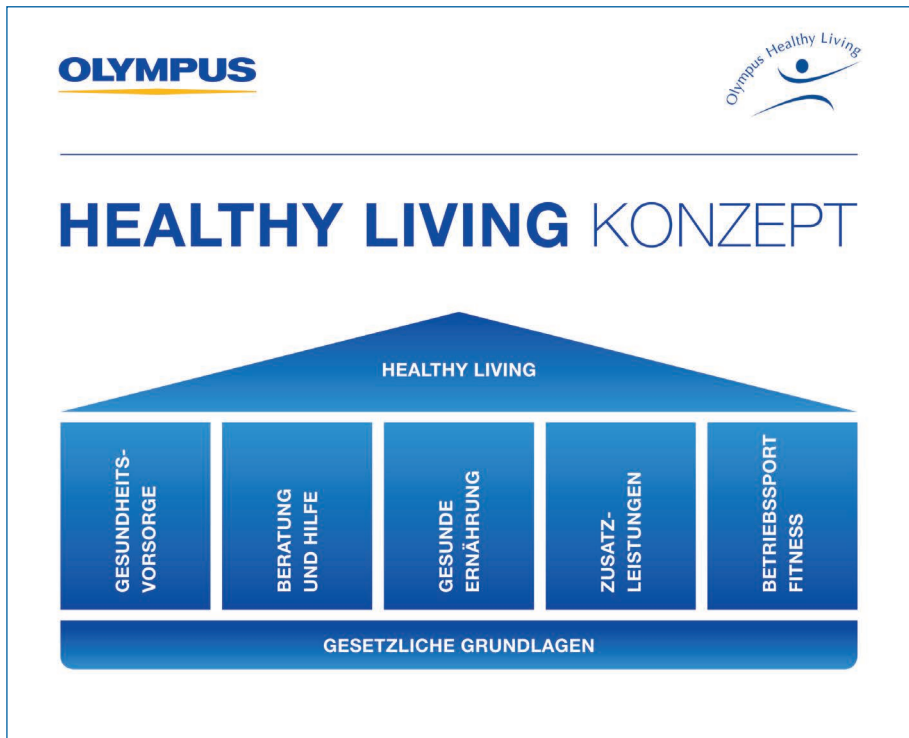 OLYMPUS
Olympus Healthy Living
HEALTHY LIVING KONZEPT
HEALTHY LIVING
GESUNDHEITS-
VORSORGE
BERATUNG
UND HILFE
GESUNDE
ERNÄHRUNG
ZUSATZ-
LEISTUNGEN
BETRIEBSSPORT
FITNESS
GESETZLICHE GRUNDLAGEN